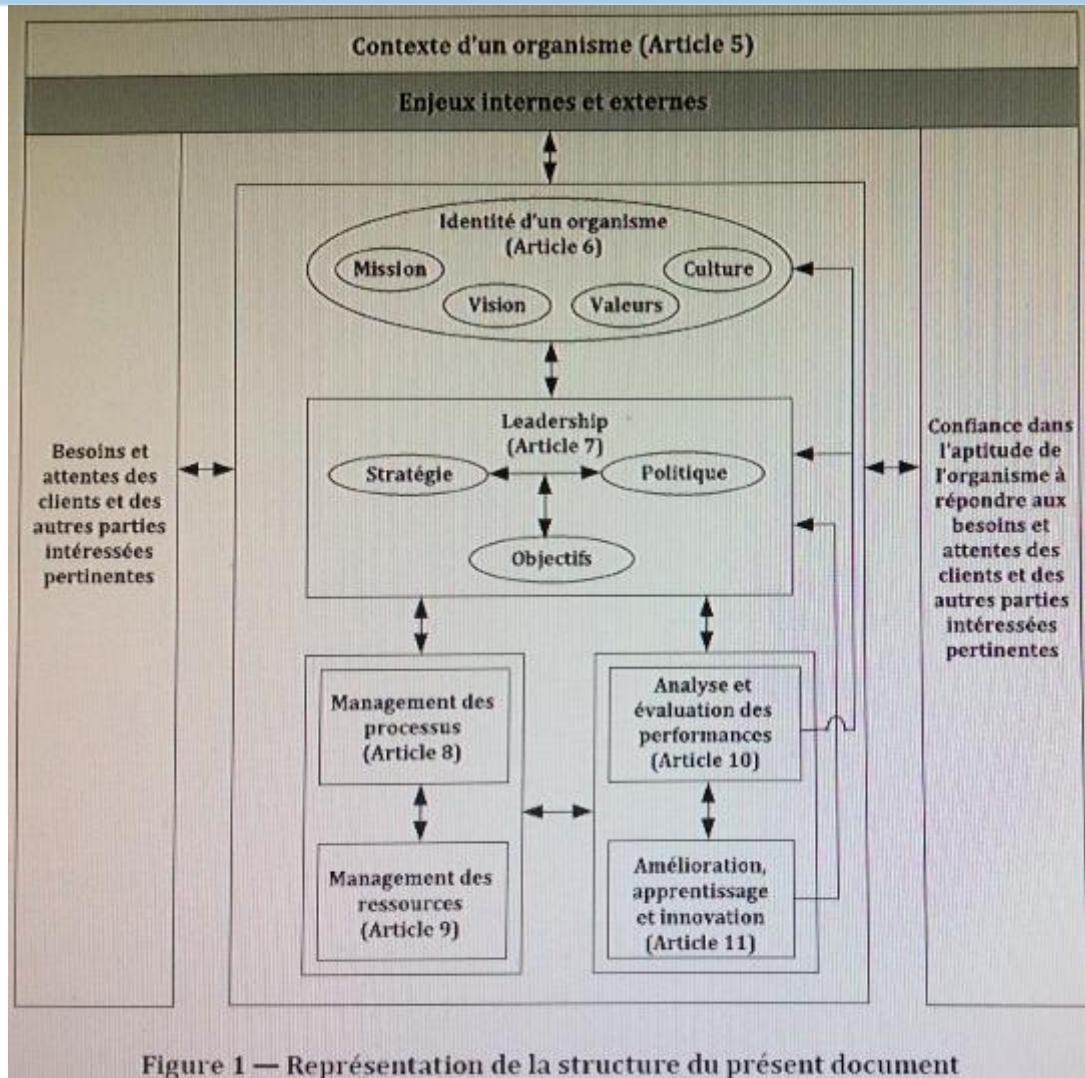 Contexte d'un organisme (Article 5)
Enjeux internes et externes
Identité d'un organisme
(Article 6)
Mission
Culture
Vision
Valeurs
Leadership
(Article 7)
Stratégie
Politique
Objectifs
Besoins et
attentes des
clients et des
autres parties
intéressées
pertinentes
Confiance dans
l'aptitude de
l'organisme à
répondre aux
besoins et
attentes des
clients et des
autres parties
intéressées
pertinentes
Management des
processus
(Article 8)
Analyse et
évaluation des
performances
(Article 10)
Management des
ressources
(Article 9)
Amélioration,
apprentissage
et innovation
(Article 11)
Figure 1 — Représentation de la structure du présent document